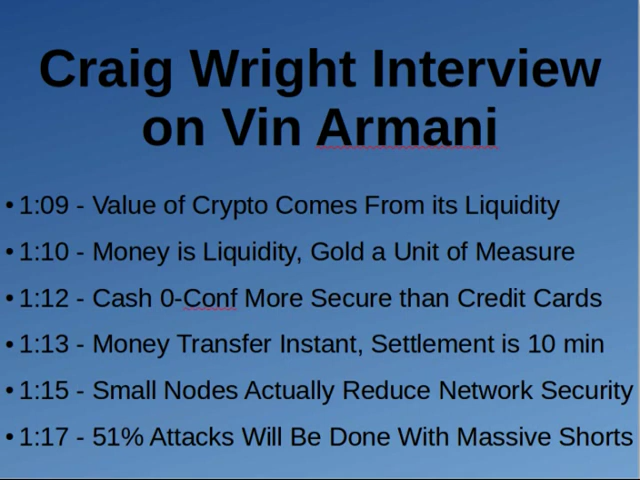 Craig Wright Interview
on Vin Armani
• 1:09 - Value of Crypto Comes From its Liquidity
• 1:10 - Money is Liquidity, Gold a Unit of Measure
• 1:12 - Cash 0-Conf More Secure than Credit Cards
• 1:13 - Money Transfer Instant, Settlement is 10 min
• 1:15 - Small Nodes Actually Reduce Network Security
• 1:17 - 51% Attacks Will Be Done With Massive Shorts